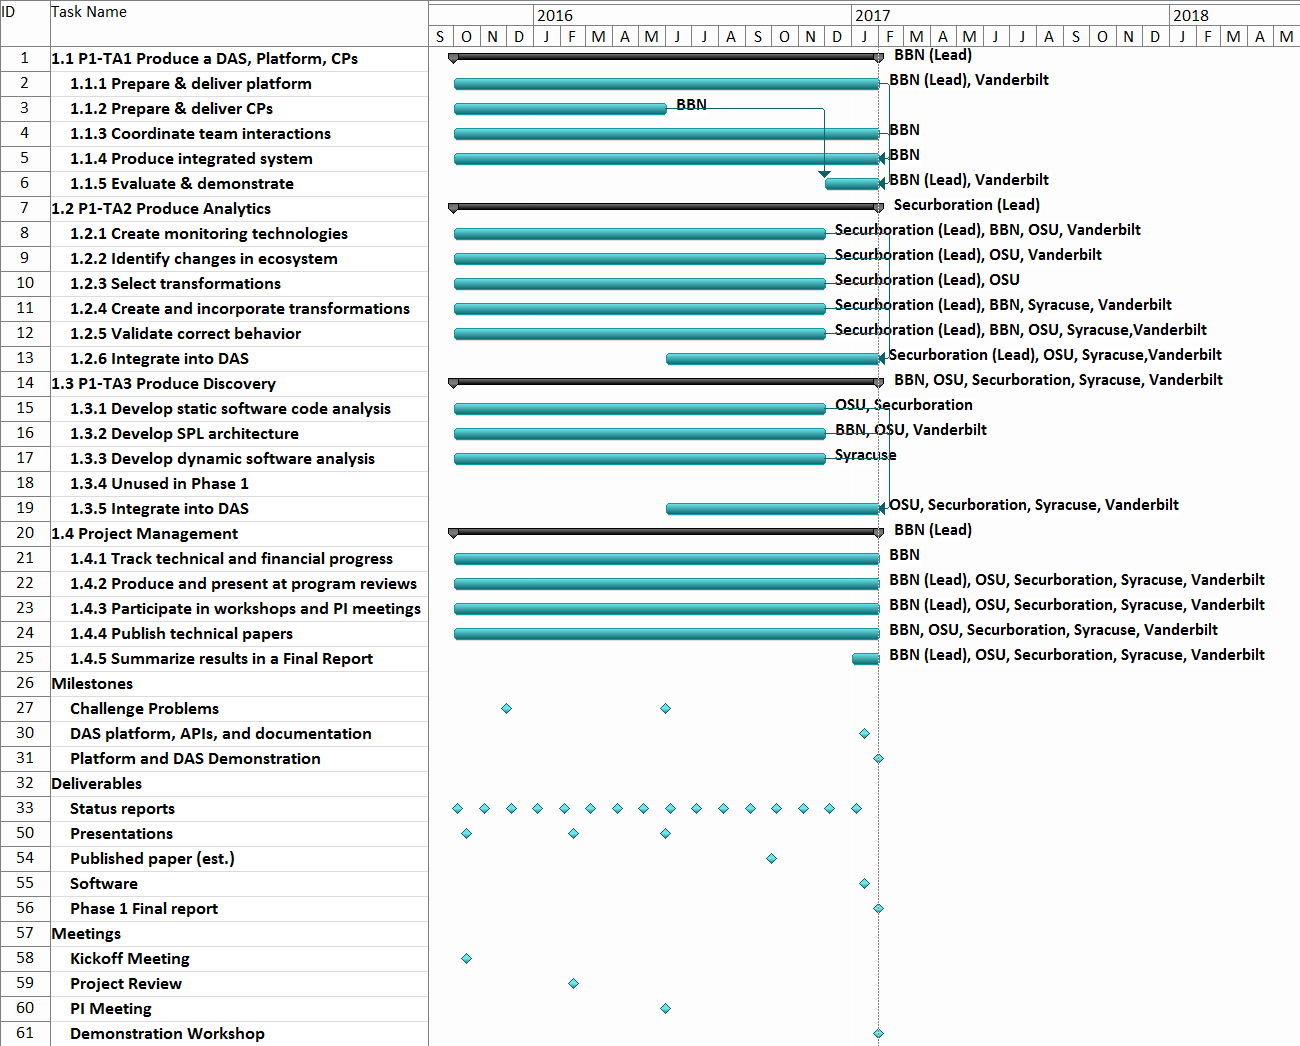 ID Task Name 2016 2017 2018
S O N D J F M A M J J A S O N D J F M A M J J A S O N D J F M A M
1 1.1 P1-TA1 Produce a DAS, Platform, CPs BBN (Lead)
2 1.1.1 Prepare & deliver platform BBN (Lead), Vanderbilt
3 1.1.2 Prepare & deliver CPs BBN
4 1.1.3 Coordinate team interactions BBN
5 1.1.4 Produce integrated system BBN
6 1.1.5 Evaluate & demonstrate BBN (Lead), Vanderbilt
7 1.2 P1-TA2 Produce Analytics Securboration (Lead)
8 1.2.1 Create monitoring technologies Securboration (Lead), BBN, OSU, Vanderbilt
9 1.2.2 Identify changes in ecosystem Securboration (Lead), OSU, Vanderbilt
10 1.2.3 Select transformations Securboration (Lead), OSU
11 1.2.4 Create and incorporate transformations Securboration (Lead), BBN, Syracuse, Vanderbilt
12 1.2.5 Validate correct behavior Securboration (Lead), BBN, OSU, Syracuse,Vanderbilt
13 1.2.6 Integrate into DAS Securboration (Lead), OSU, Syracuse,Vanderbilt
14 1.3 P1-TA3 Produce Discovery BBN, OSU, Securboration, Syracuse, Vanderbilt
15 1.3.1 Develop static software code analysis OSU, Securboration
16 1.3.2 Develop SPL architecture BBN, OSU, Vanderbilt
17 1.3.3 Develop dynamic software analysis Syracuse
18 1.3.4 Unused in Phase 1
19 1.3.5 Integrate into DAS OSU, Securboration, Syracuse, Vanderbilt
20 1.4 Project Management BBN (Lead)
21 1.4.1 Track technical and financial progress BBN
22 1.4.2 Produce and present at program reviews BBN (Lead), OSU, Securboration, Syracuse, Vanderbilt
23 1.4.3 Participate in workshops and PI meetings BBN (Lead), OSU, Securboration, Syracuse, Vanderbilt
24 1.4.4 Publish technical papers BBN, OSU, Securboration, Syracuse, Vanderbilt
25 1.4.5 Summarize results in a Final Report BBN (Lead), OSU, Securboration, Syracuse, Vanderbilt
26 Milestones
27 Challenge Problems
30 DAS platform, APIs, and documentation
31 Platform and DAS Demonstration
32 Deliverables
33 Status reports
50 Presentations
54 Published paper (est.)
55 Software
56 Phase 1 Final report
57 Meetings
58 Kickoff Meeting
59 Project Review
60 PI Meeting
61 Demonstration Workshop